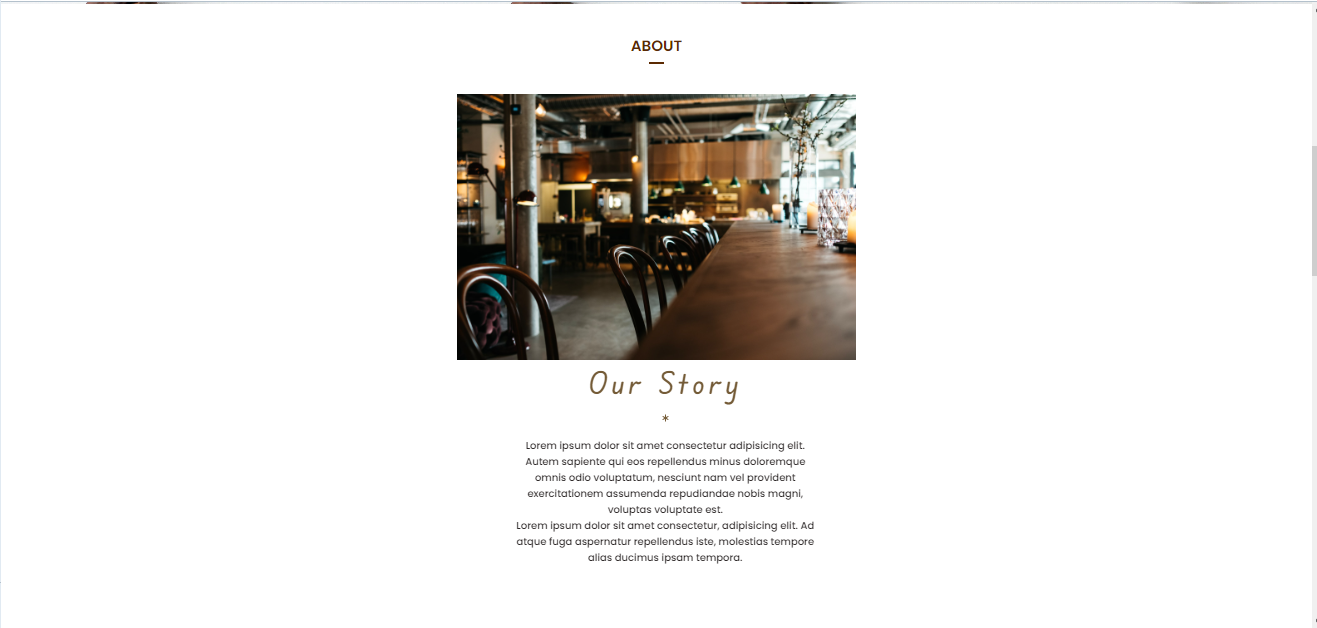 ABOUT
Our Story
*
Lorem ipsum dolor sit amet consectetur adipisicing elit.
Autem sapiente qui eos repellendus minus doloremque
omnis odio voluptatum, nesciunt nam vel provident
exercitationem assumenda repudiandae nobis magni,
voluptas voluptate est.
Lorem ipsum dolor sit amet consectetur, adipisicing elit. Ad
atque fuga aspernatur repellendus iste, molestias tempore
alias ducimus ipsam tempora.